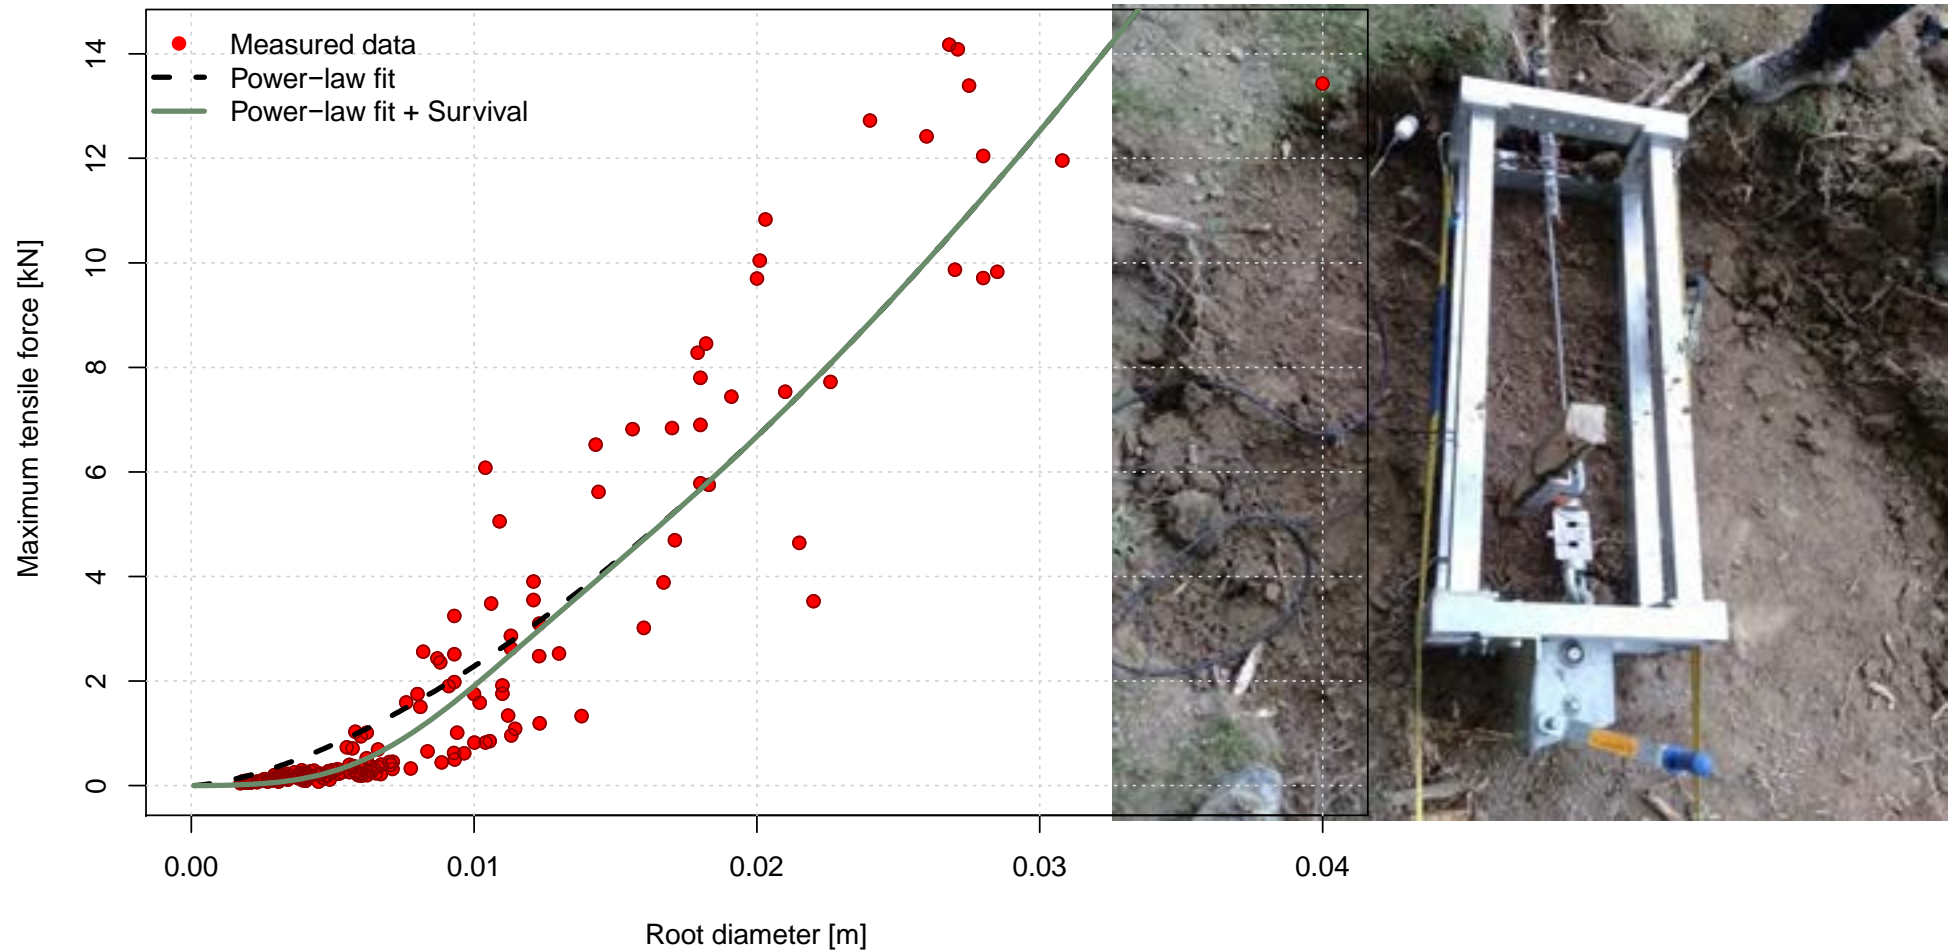 Measured data
Power−law fit
Power−law fit + Survival
Maximum tensile force [kN]
14
12
10
8
6
4
2
0
0.00 0.01 0.02 0.03 0.04
Root diameter [m]